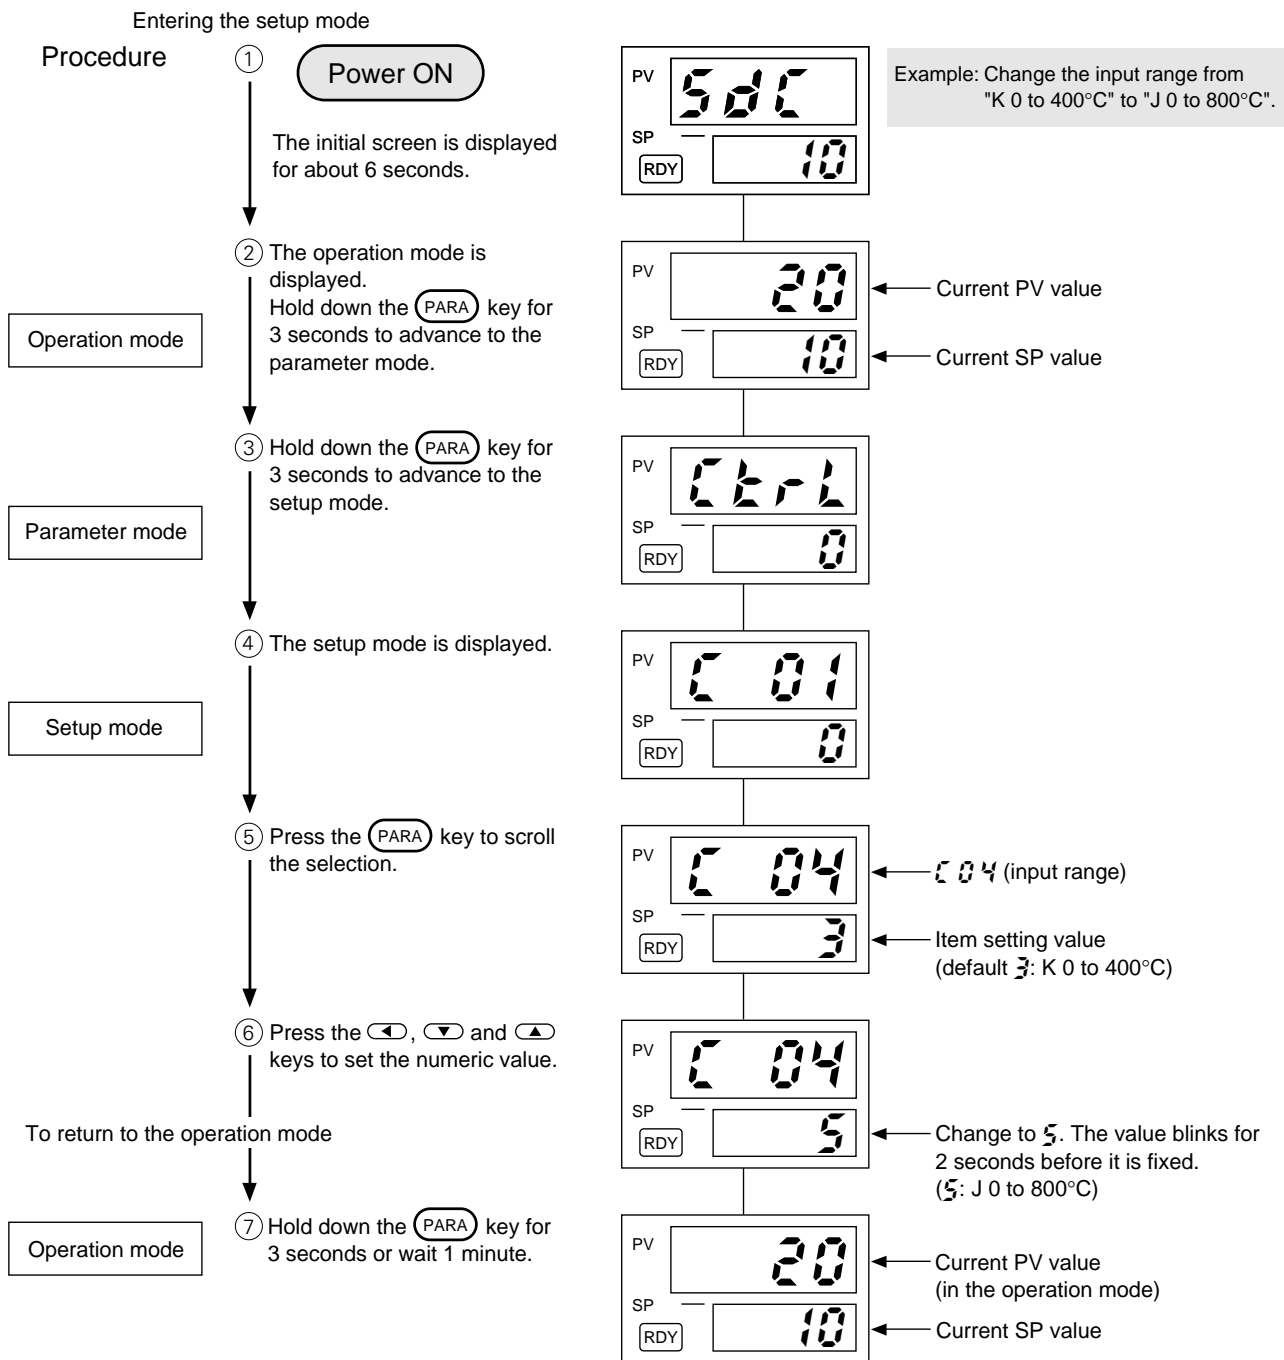 Entering the setup mode
Procedure
1
Power ON
The initial screen is displayed
for about 6 seconds.
PV
SdC
SP
RDY
10
Example: Change the input range from
"K 0 to 400°C" to "J 0 to 800°C".
Operation mode
2 The operation mode is
displayed.
Hold down the PARA key for
3 seconds to advance to the
parameter mode.
PV
20
Current PV value
SP
RDY
10
Current SP value
Parameter mode
3 Hold down the PARA key for
3 seconds to advance to the
setup mode.
PV
CtrL
SP
RDY
0
Setup mode
4 The setup mode is displayed.
PV
C 01
SP
RDY
0
5 Press the PARA key to scroll
the selection.
PV
C 04
C 04 (input range)
SP
RDY
3
Item setting value
(default 3: K 0 to 400°C)
6 Press the ◀, ▼ and ▲
keys to set the numeric value.
PV
C 04
SP
RDY
5
Change to 5. The value blinks for
2 seconds before it is fixed.
(5: J 0 to 800°C)
To return to the operation mode
Operation mode
7 Hold down the PARA key for
3 seconds or wait 1 minute.
PV
20
Current PV value
(in the operation mode)
SP
RDY
10
Current SP value